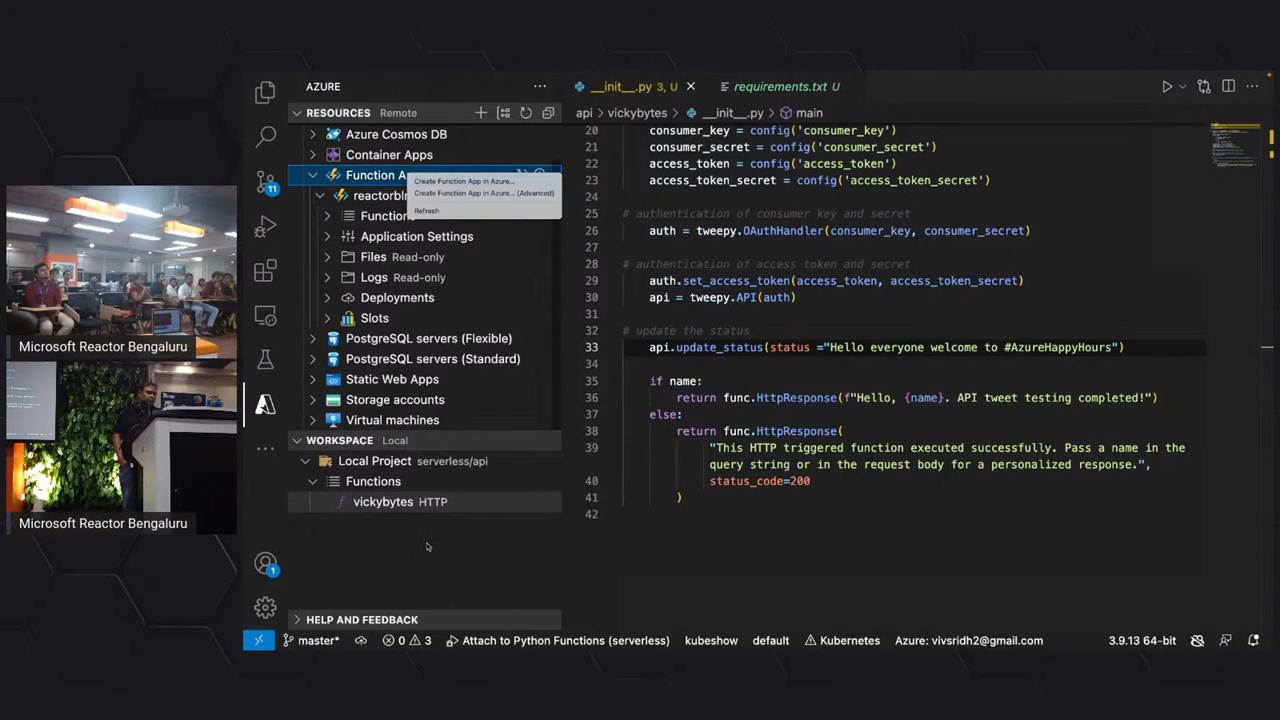 AZURE
RESOURCES Remote
Azure Cosmos DB
Container Apps
Function A
reactorblr
Function
Application Settings
Files Read-only
Logs Read-only
Deployments
Slots
PostgreSQL servers (Flexible)
PostgreSQL servers (Standard)
Static Web Apps
Storage accounts
Virtual machines
Create Function App in Azure...
Create Function App in Azure... (Advanced)
Refresh
WORKSPACE Local
Local Project serverless/api
Functions
vickybytes HTTP
HELP AND FEEDBACK
11
1
Microsoft Reactor Bengaluru
Microsoft Reactor Bengaluru
__init__.py 3, U
requirements.txt U
api > vickybytes > __init__.py > main
20 consumer_key = config('consumer_key')
21 consumer_secret = config('consumer_secret')
22 access_token = config('access_token')
23 access_token_secret = config('access_token_secret')
24
25 # authentication of consumer key and secret
26 auth = tweepy.OAuthHandler(consumer_key, consumer_secret)
27
28 # authentication of access token and secret
29 auth.set_access_token(access_token, access_token_secret)
30 api = tweepy.API(auth)
31
32 # update the status
33 api.update_status(status ="Hello everyone welcome to #AzureHappyHours")
34
35 if name:
36 return func.HttpResponse(f"Hello, {name}. API tweet testing completed!")
37 else:
38 return func.HttpResponse(
39 "This HTTP triggered function executed successfully. Pass a name in the
query string or in the request body for a personalized response.",
40 status_code=200
41 )
42
master* 0 3 Attach to Python Functions (serverless) kubeshow default Kubernetes Azure: vivsridh2@gmail.com 3.9.13 64-bit